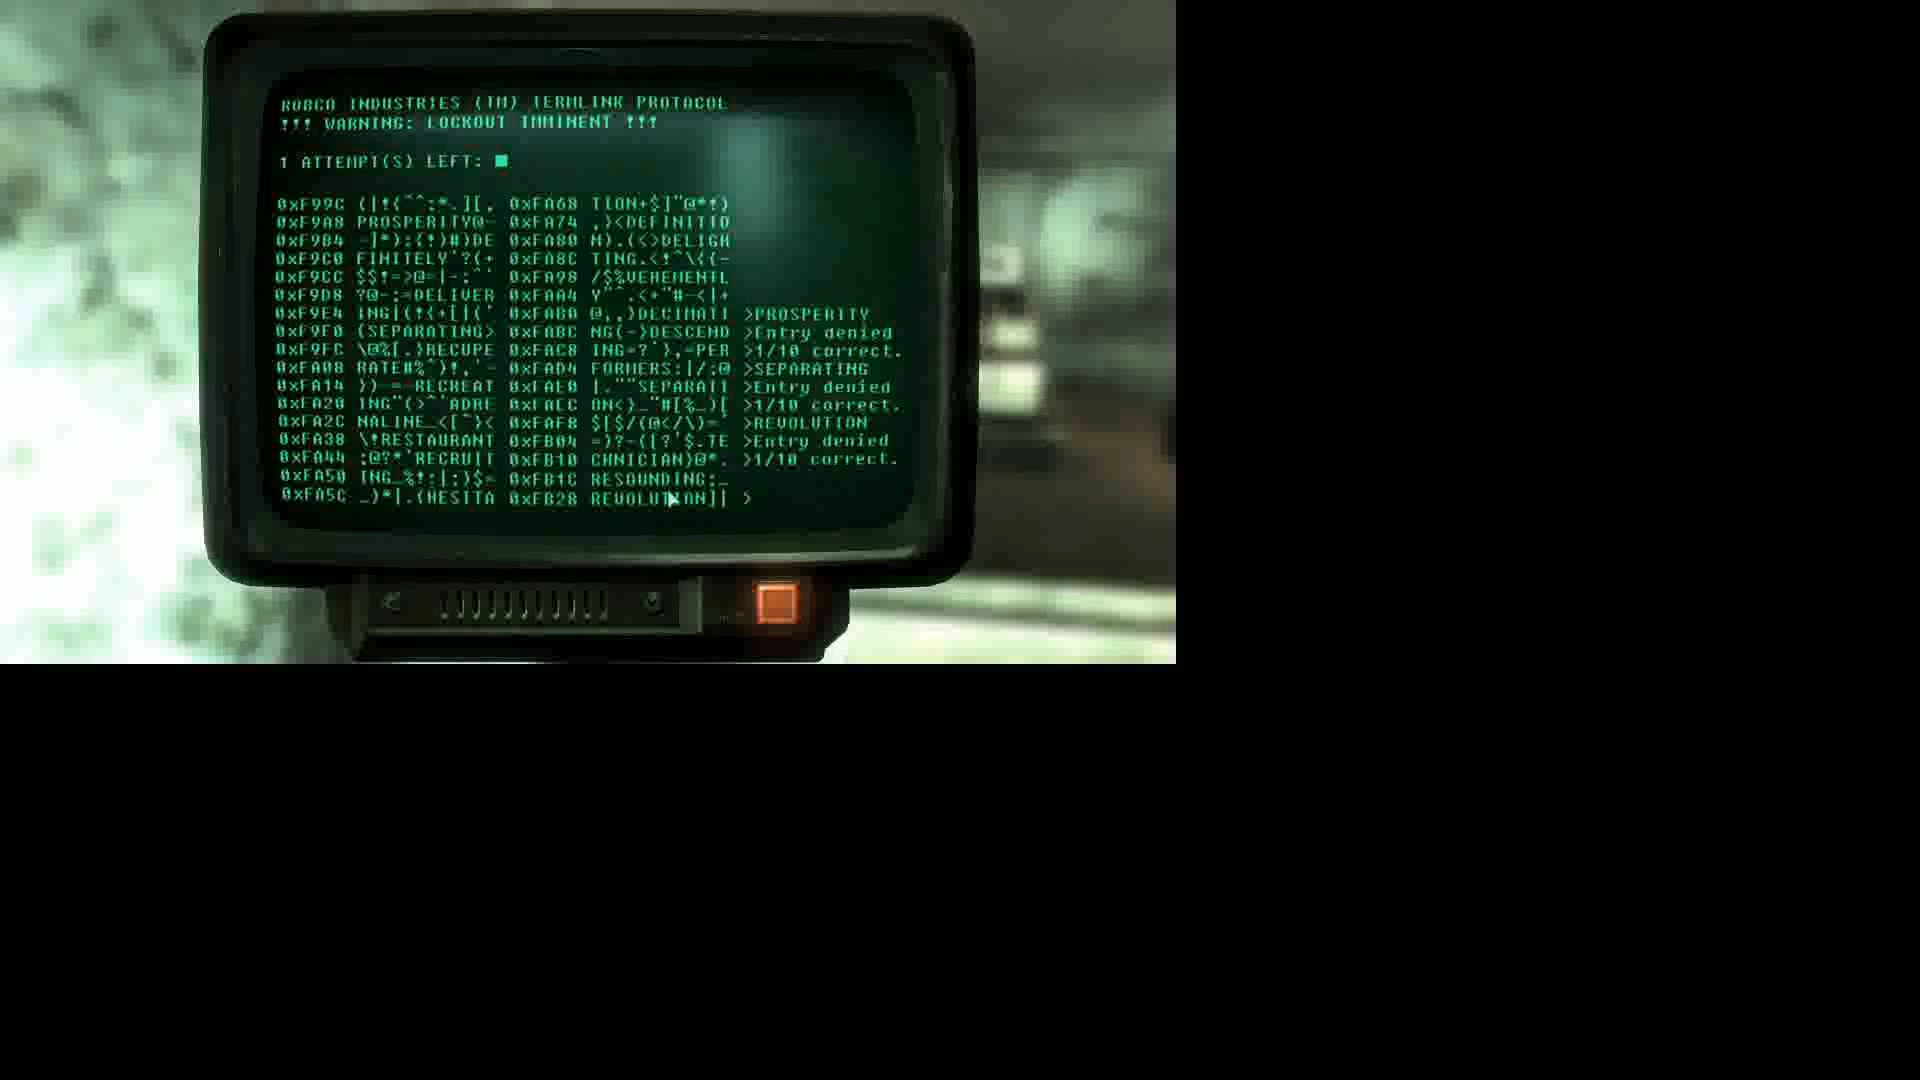 ROBCO INDUSTRIES (TM) TERMLINK PROTOCOL
!!! WARNING: LOCKOUT IMMINENT !!!
1 ATTEMPT(S) LEFT:
0xF99C (|!{^^:*.][, 0xFA68 TION+$]"@*!)
0xF9A8 PROSPERITY@- 0xFA74 ,}<DEFINITIO
0xF9B4 -]*);{!)#)DE 0xFA80 N).(<>DELIGH
0xF9C0 FINITELY'?(+ 0xFA8C TING.<!^\{{-
0xF9CC $$!=>@=|-:^' 0xFA98 /$%VEHEMENTL
0xF9D8 ?@-;=DELIVER 0xFAA4 Y"^.<+"#-<|+
0xF9E4 ING|(!{+[|(' 0xFAB0 @,,}DECIMATI >PROSPERITY
0xF9F0 (SEPARATING> 0xFABC NG(-}DESCEND >Entry denied
0xF9FC \@%[.}RECUPE 0xFAC8 ING=?'},=PER >1/10 correct.
0xFA08 RATE#%^)!,'- 0xFAD4 FORMERS:|/;@ >SEPARATING
0xFA14 })-=-RECREAT 0xFAE0 |.""SEPARATI >Entry denied
0xFA20 ING"(>^'ADRE 0xFAEC ON<}_"#[%_)[ >1/10 correct.
0xFA2C NALINE_<[^}< 0xFAF8 $[$/(@</\)=- >REVOLUTION
0xFA38 \!RESTAURANT 0xFB04 =)?-([?'$.TE >Entry denied
0xFA44 ;@?*'RECRUIT 0xFB10 CHNICIAN)@*. >1/10 correct.
0xFA50 ING_%!:|;)$= 0xFB1C RESOUNDING:_
0xFA5C _)*|.(HESITA 0xFB28 REVOLUTION]| >